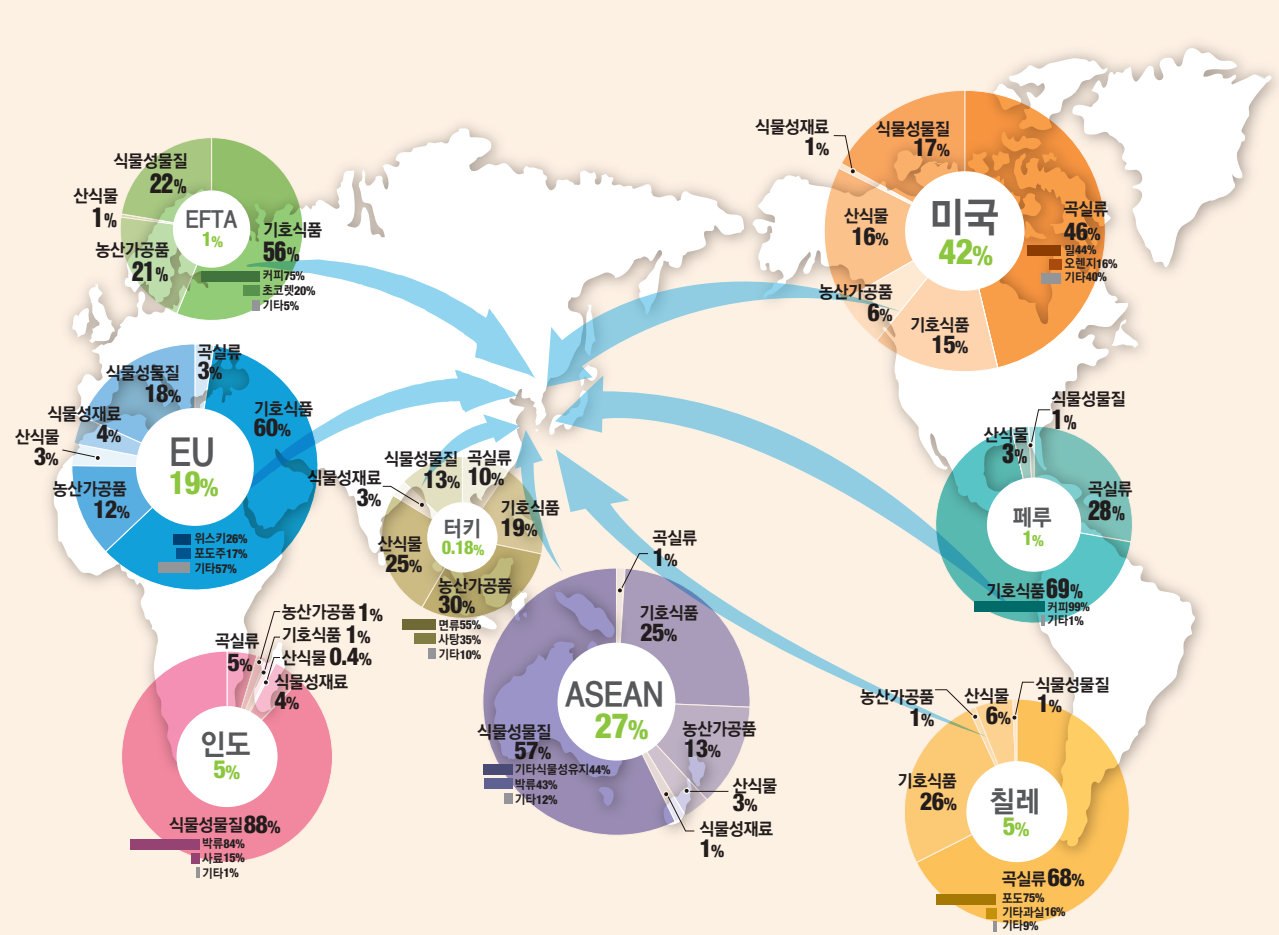 식물성물질
22%
산식물
1%
농산가공품
21%
EFTA
1%
기호식품
56%
커피75%
초코렛20%
기타5%
식물성재료
1%
식물성물질
17%
산식물
16%
농산가공품
6%
기호식품
15%
미국
42%
곡실류
46%
밀44%
오렌지16%
기타40%
곡실류
3%
식물성물질
18%
식물성재료
4%
산식물
3%
농산가공품
12%
EU
19%
기호식품
60%
위스키26%
포도주17%
기타57%
식물성물질
13%
곡실류
10%
식물성재료
3%
기호식품
19%
산식물
25%
터키
0.18%
농산가공품
30%
면류55%
사탕35%
기타10%
식물성물질
1%
산식물
3%
곡실류
28%
페루
1%
기호식품69%
커피99%
기타1%
농산가공품1%
기호식품 1%
산식물 0.4%
식물성재료
4%
곡실류
5%
인도
5%
식물성물질88%
박류84%
사료15%
기타1%
곡실류
1%
기호식품
25%
ASEAN
27%
식물성물질
57%
기타식물성유지44%
박류43%
기타12%
농산가공품
13%
산식물
3%
식물성재료
1%
농산가공품
1%
산식물
6%
식물성물질
1%
기호식품
26%
칠레
5%
곡실류68%
포도75%
기타과실16%
기타9%